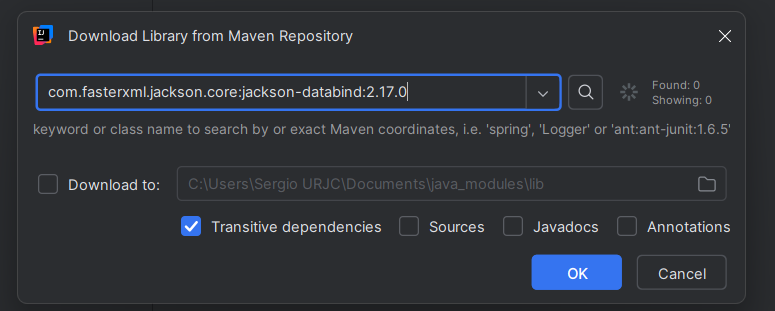 Download Library from Maven Repository
com.fasterxml.jackson.core:jackson-databind:2.17.0
Found: 0
Showing: 0
keyword or class name to search by or exact Maven coordinates, i.e. 'spring', 'Logger' or 'ant:ant-junit:1.6.5'
Download to: C:\Users\Sergio URJC\Documents\java_modules\lib
Transitive dependencies Sources Javadocs Annotations
OK Cancel